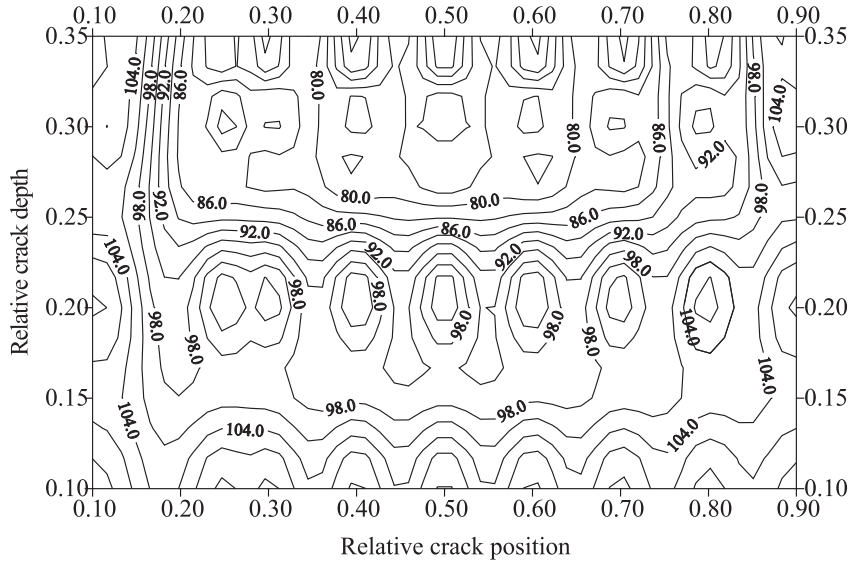 0.10 0.20 0.30 0.40 0.50 0.60 0.70 0.80 0.90
0.35 0.35
104.0 98.0 92.0 86.0 80.0 98.0
104.0
0.30 80.0 86.0 0.30
92.0
86.0 80.0 80.0 98.0
98.0 92.0 86.0
0.25 0.25
92.0 86.0 86.0 92.0
104.0 92.0 92.0 98.0
0.20 98.0 98.0 0.20
98.0 98.0 98.0 104.0
98.0 98.0
104.0
0.15 98.0 98.0 0.15
104.0 104.0 104.0
0.10 0.10
0.10 0.20 0.30 0.40 0.50 0.60 0.70 0.80 0.90
Relative crack position
Relative crack depth